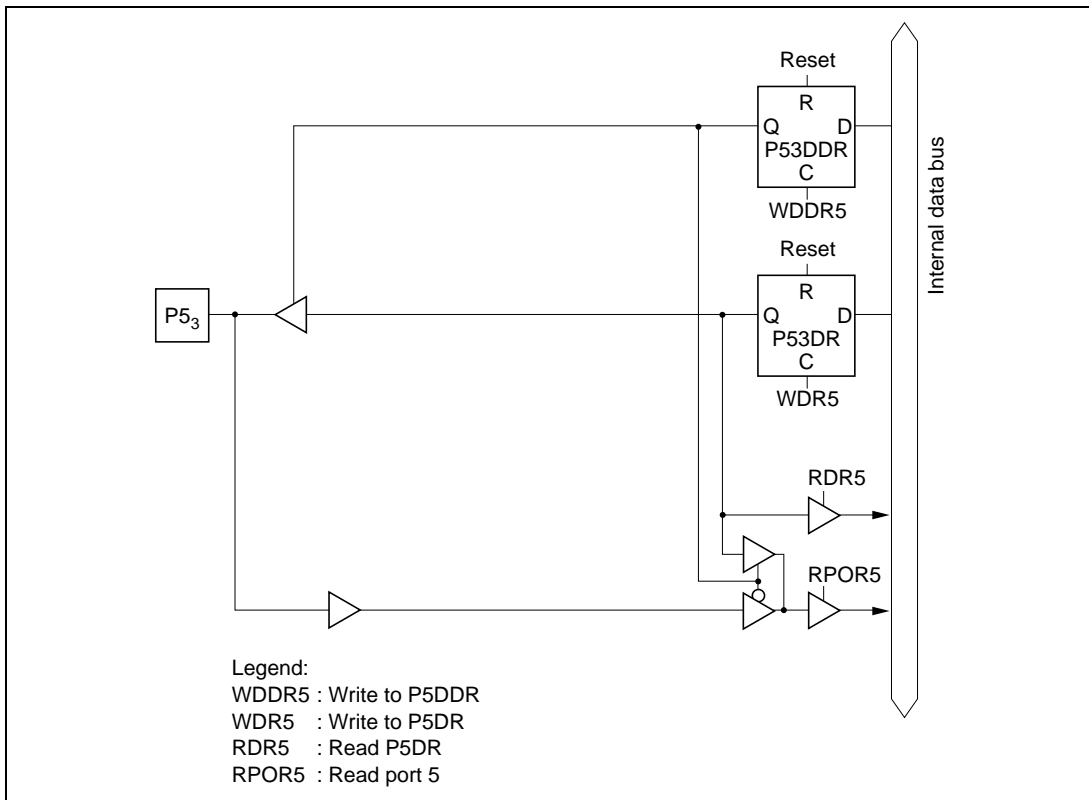 Reset
R
Q D
P53DDR
C
WDDR5
Internal data bus
Reset
R
P5₃
Q D
P53DR
C
WDR5
RDR5
RPOR5
Legend:
WDDR5 : Write to P5DDR
WDR5 : Write to P5DR
RDR5 : Read P5DR
RPOR5 : Read port 5